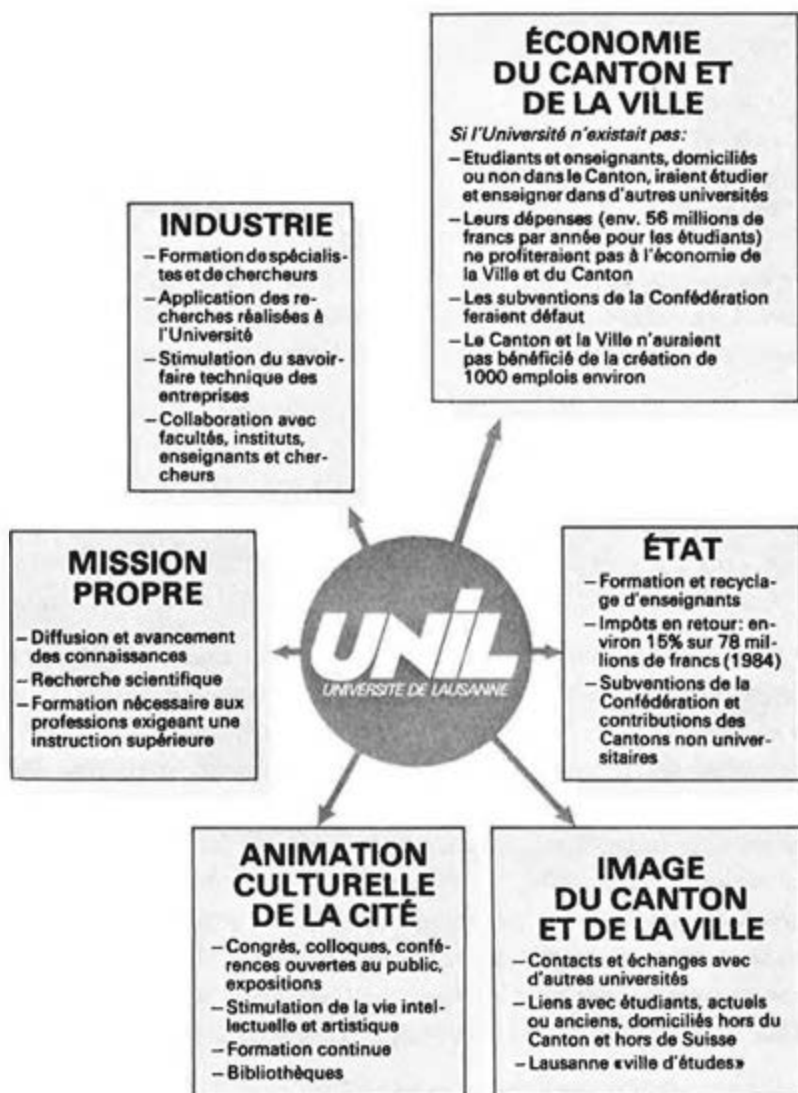 ÉCONOMIE
DU CANTON ET
DE LA VILLE
Si l'Université n'existait pas:
– Etudiants et enseignants, domiciliés
ou non dans le Canton, iraient étudier
et enseigner dans d'autres universités
– Leurs dépenses (env. 56 millions de
francs par année pour les étudiants)
ne profiteraient pas à l'économie de
la Ville et du Canton
– Les subventions de la Confédération
feraient défaut
– Le Canton et la Ville n'auraient
pas bénéficié de la création de
1000 emplois environ
INDUSTRIE
– Formation de spécialis-
tes et de chercheurs
– Application des re-
cherches réalisées à
l'Université
– Stimulation du savoir-
faire technique des
entreprises
– Collaboration avec
facultés, instituts,
enseignants et cher-
cheurs
MISSION
PROPRE
– Diffusion et avancement
des connaissances
– Recherche scientifique
– Formation nécessaire aux
professions exigeant une
instruction supérieure
UNIL
UNIVERSITE DE LAUSANNE
ÉTAT
– Formation et recycla-
ge d'enseignants
– Impôts en retour: en-
viron 15% sur 78 mil-
lions de francs (1984)
– Subventions de la
Confédération et
contributions des
Cantons non univer-
sitaires
ANIMATION
CULTURELLE
DE LA CITÉ
– Congrès, colloques, confé-
rences ouvertes au public,
expositions
– Stimulation de la vie intel-
lectuelle et artistique
– Formation continue
– Bibliothèques
IMAGE
DU CANTON
ET DE LA VILLE
– Contacts et échanges avec
d'autres universités
– Liens avec étudiants, actuels
ou anciens, domiciliés hors du
Canton et hors de Suisse
– Lausanne «ville d'études»